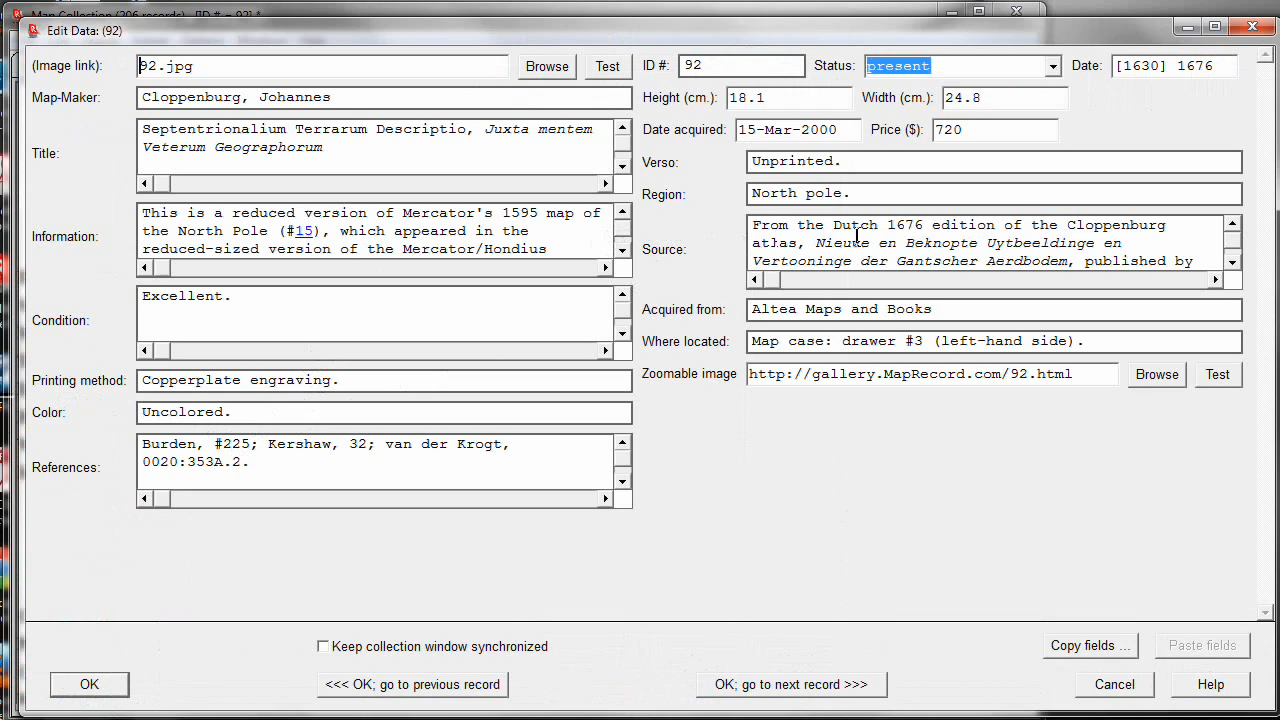 Map Collection (206 records) - [ID # = 92] *
Edit Data: (92)
(Image link): 92.jpg Browse Test
Map-Maker: Cloppenburg, Johannes
Title: Septentrionalium Terrarum Descriptio, Juxta mentem
Veterum Geographorum
Information: This is a reduced version of Mercator's 1595 map of
the North Pole (#15), which appeared in the
reduced-sized version of the Mercator/Hondius
Condition: Excellent.
Printing method: Copperplate engraving.
Color: Uncolored.
References: Burden, #225; Kershaw, 32; van der Krogt,
0020:353A.2.
ID #: 92 Status: present Date: [1630] 1676
Height (cm.): 18.1 Width (cm.): 24.8
Date acquired: 15-Mar-2000 Price ($): 720
Verso: Unprinted.
Region: North pole.
Source: From the Dutch 1676 edition of the Cloppenburg
atlas, Nieuwe en Beknopte Uytbeeldinge en
Vertooninge der Gantscher Aerdbodem, published by
Acquired from: Altea Maps and Books
Where located: Map case: drawer #3 (left-hand side).
Zoomable image http://gallery.MapRecord.com/92.html Browse Test
Keep collection window synchronized
Copy fields ... Paste fields
OK <<< OK; go to previous record OK; go to next record >>> Cancel Help